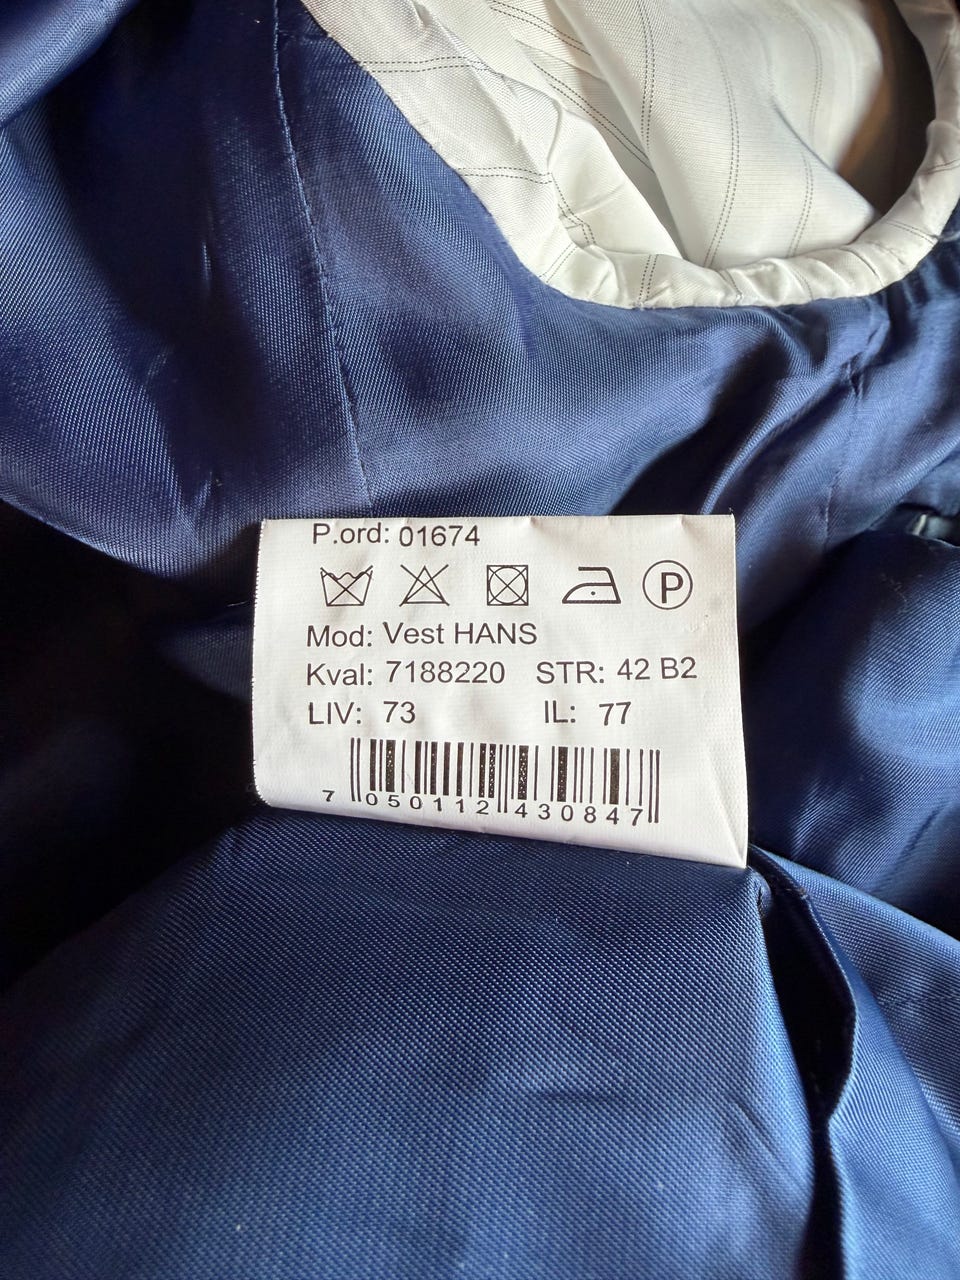 P.ord: 01674
P
Mod: Vest HANS
Kval: 7188220 STR: 42 B2
LIV: 73 IL: 77
7 050112 430847